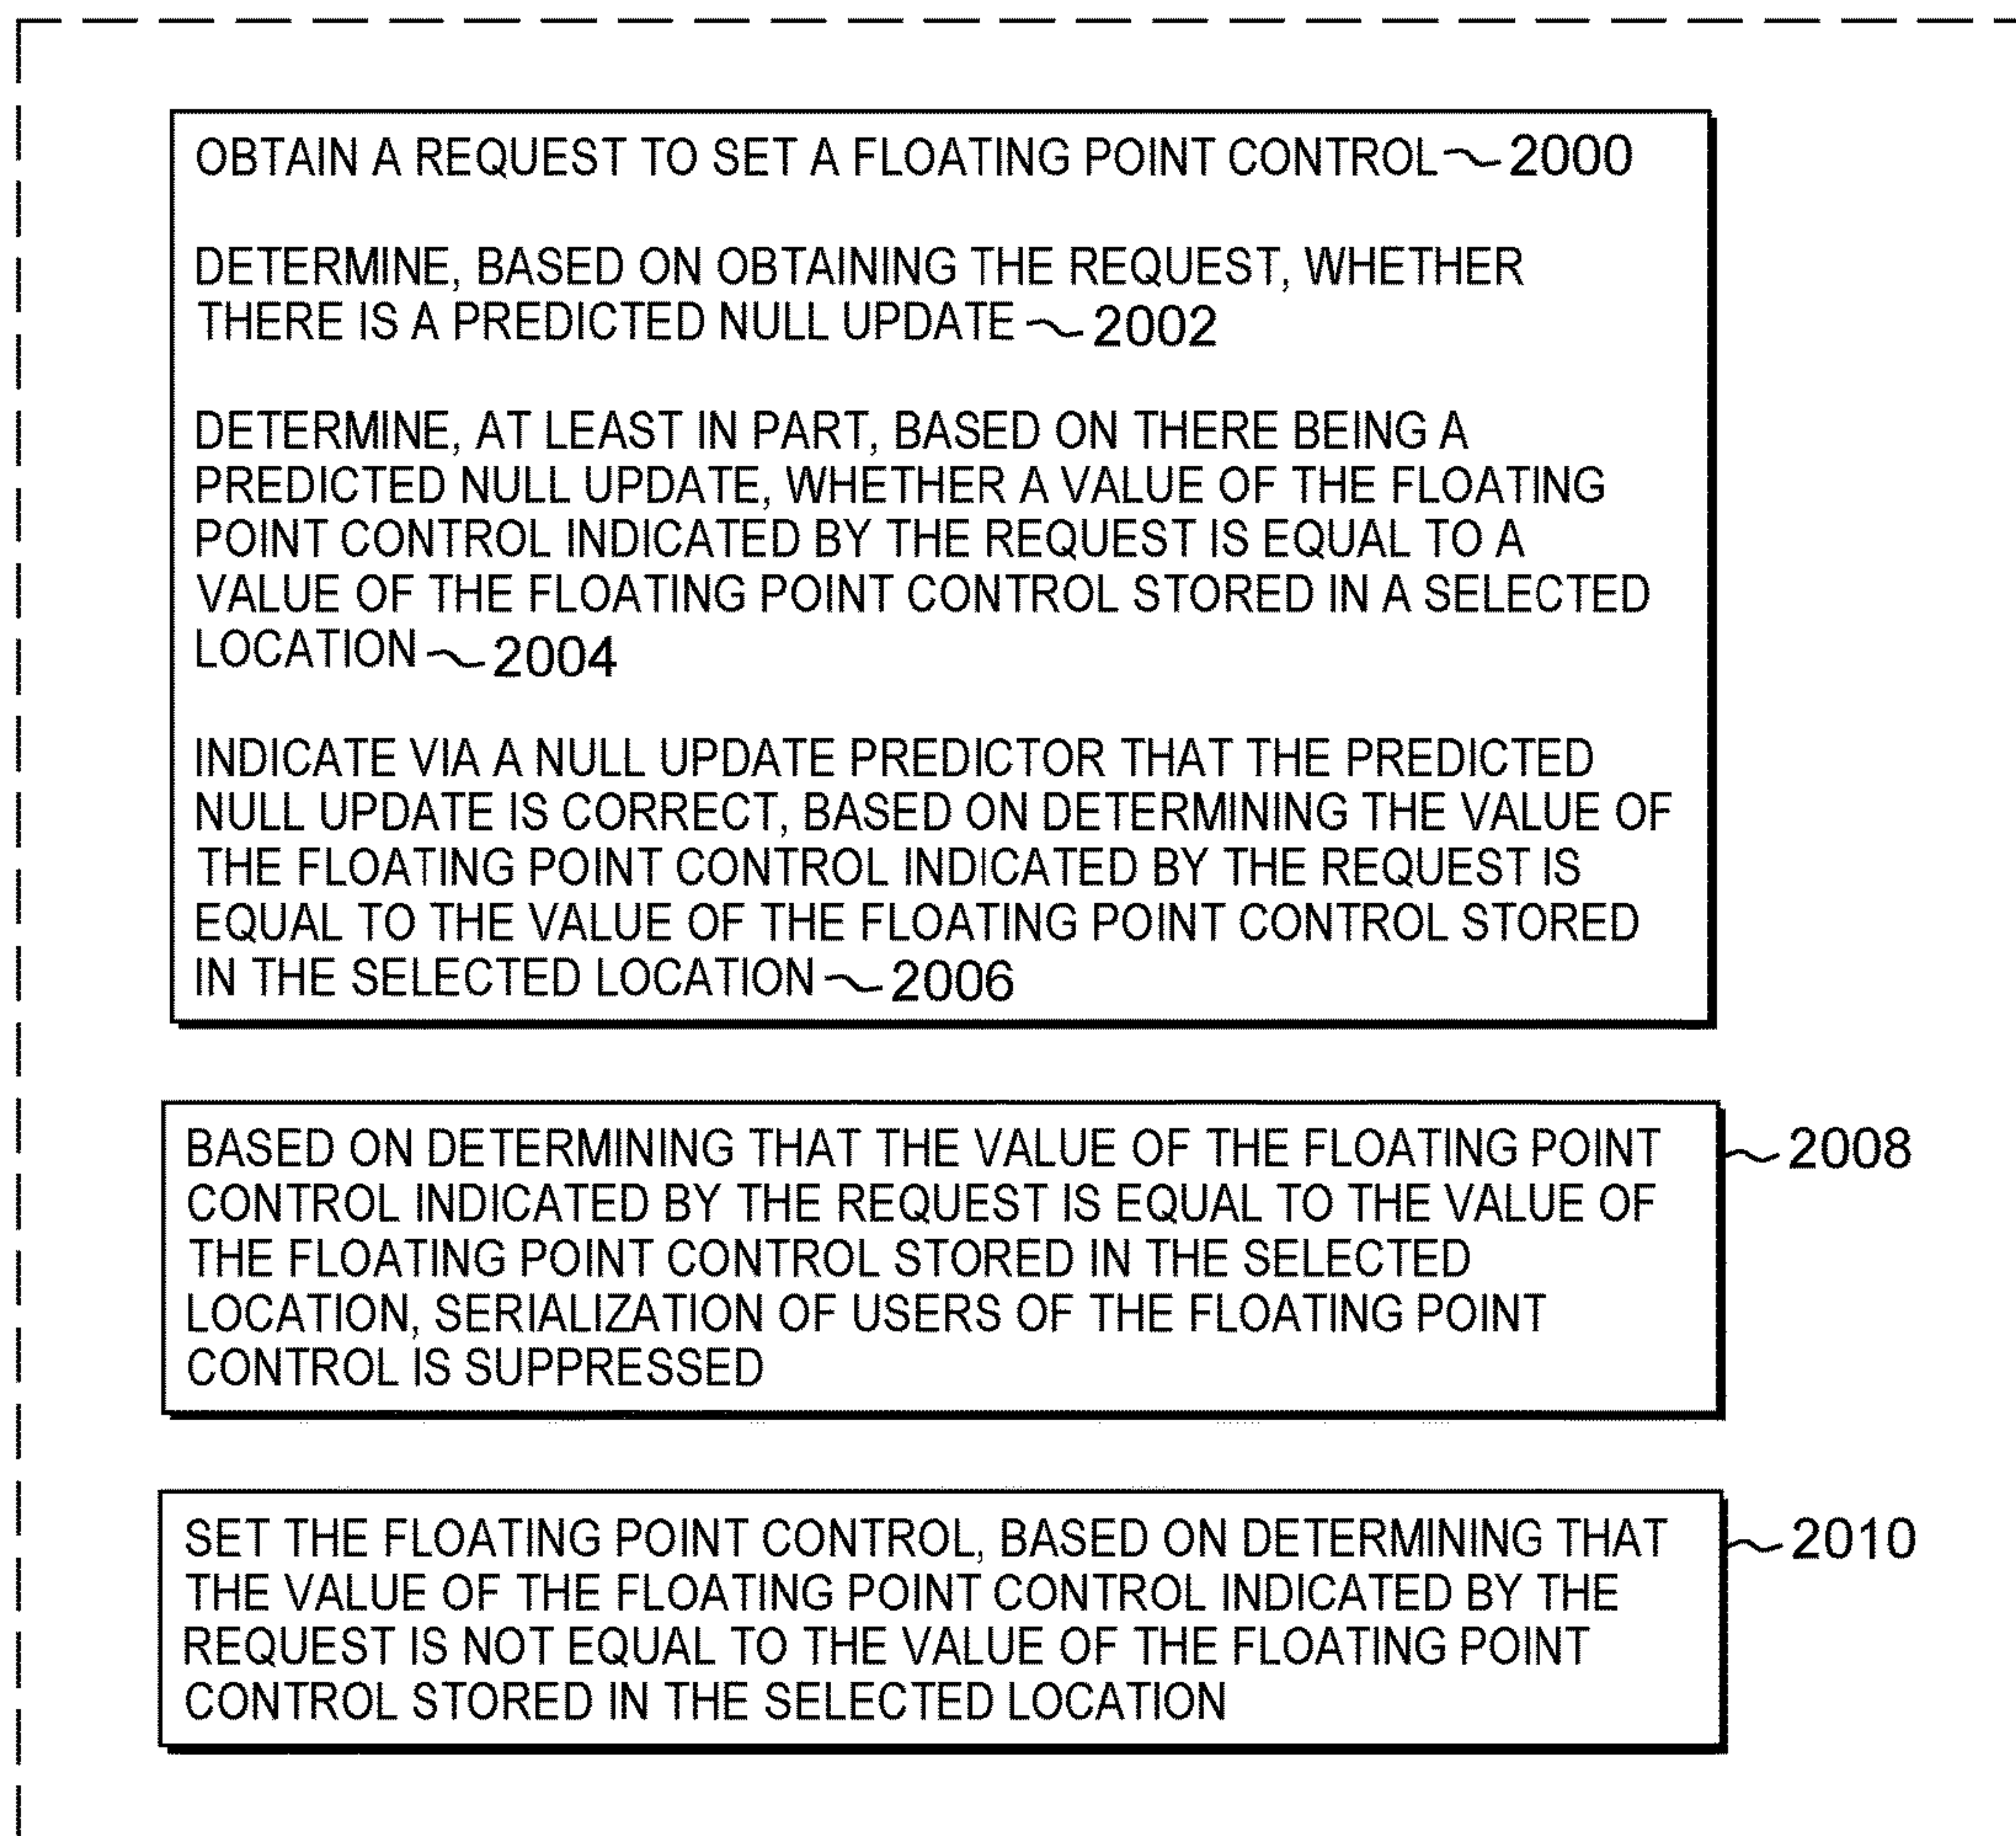 OBTAIN A REQUEST TO SET A FLOATING POINT CONTROL 2000
DETERMINE, BASED ON OBTAINING THE REQUEST, WHETHER
THERE IS A PREDICTED NULL UPDATE 2002
DETERMINE, AT LEAST IN PART, BASED ON THERE BEING A
PREDICTED NULL UPDATE, WHETHER A VALUE OF THE FLOATING
POINT CONTROL INDICATED BY THE REQUEST IS EQUAL TO A
VALUE OF THE FLOATING POINT CONTROL STORED IN A SELECTED
LOCATION 2004
INDICATE VIA A NULL UPDATE PREDICTOR THAT THE PREDICTED
NULL UPDATE IS CORRECT, BASED ON DETERMINING THE VALUE OF
THE FLOATING POINT CONTROL INDICATED BY THE REQUEST IS
EQUAL TO THE VALUE OF THE FLOATING POINT CONTROL STORED
IN THE SELECTED LOCATION 2006
BASED ON DETERMINING THAT THE VALUE OF THE FLOATING POINT 2008
CONTROL INDICATED BY THE REQUEST IS EQUAL TO THE VALUE OF
THE FLOATING POINT CONTROL STORED IN THE SELECTED
LOCATION, SERIALIZATION OF USERS OF THE FLOATING POINT
CONTROL IS SUPPRESSED
SET THE FLOATING POINT CONTROL, BASED ON DETERMINING THAT 2010
THE VALUE OF THE FLOATING POINT CONTROL INDICATED BY THE
REQUEST IS NOT EQUAL TO THE VALUE OF THE FLOATING POINT
CONTROL STORED IN THE SELECTED LOCATION